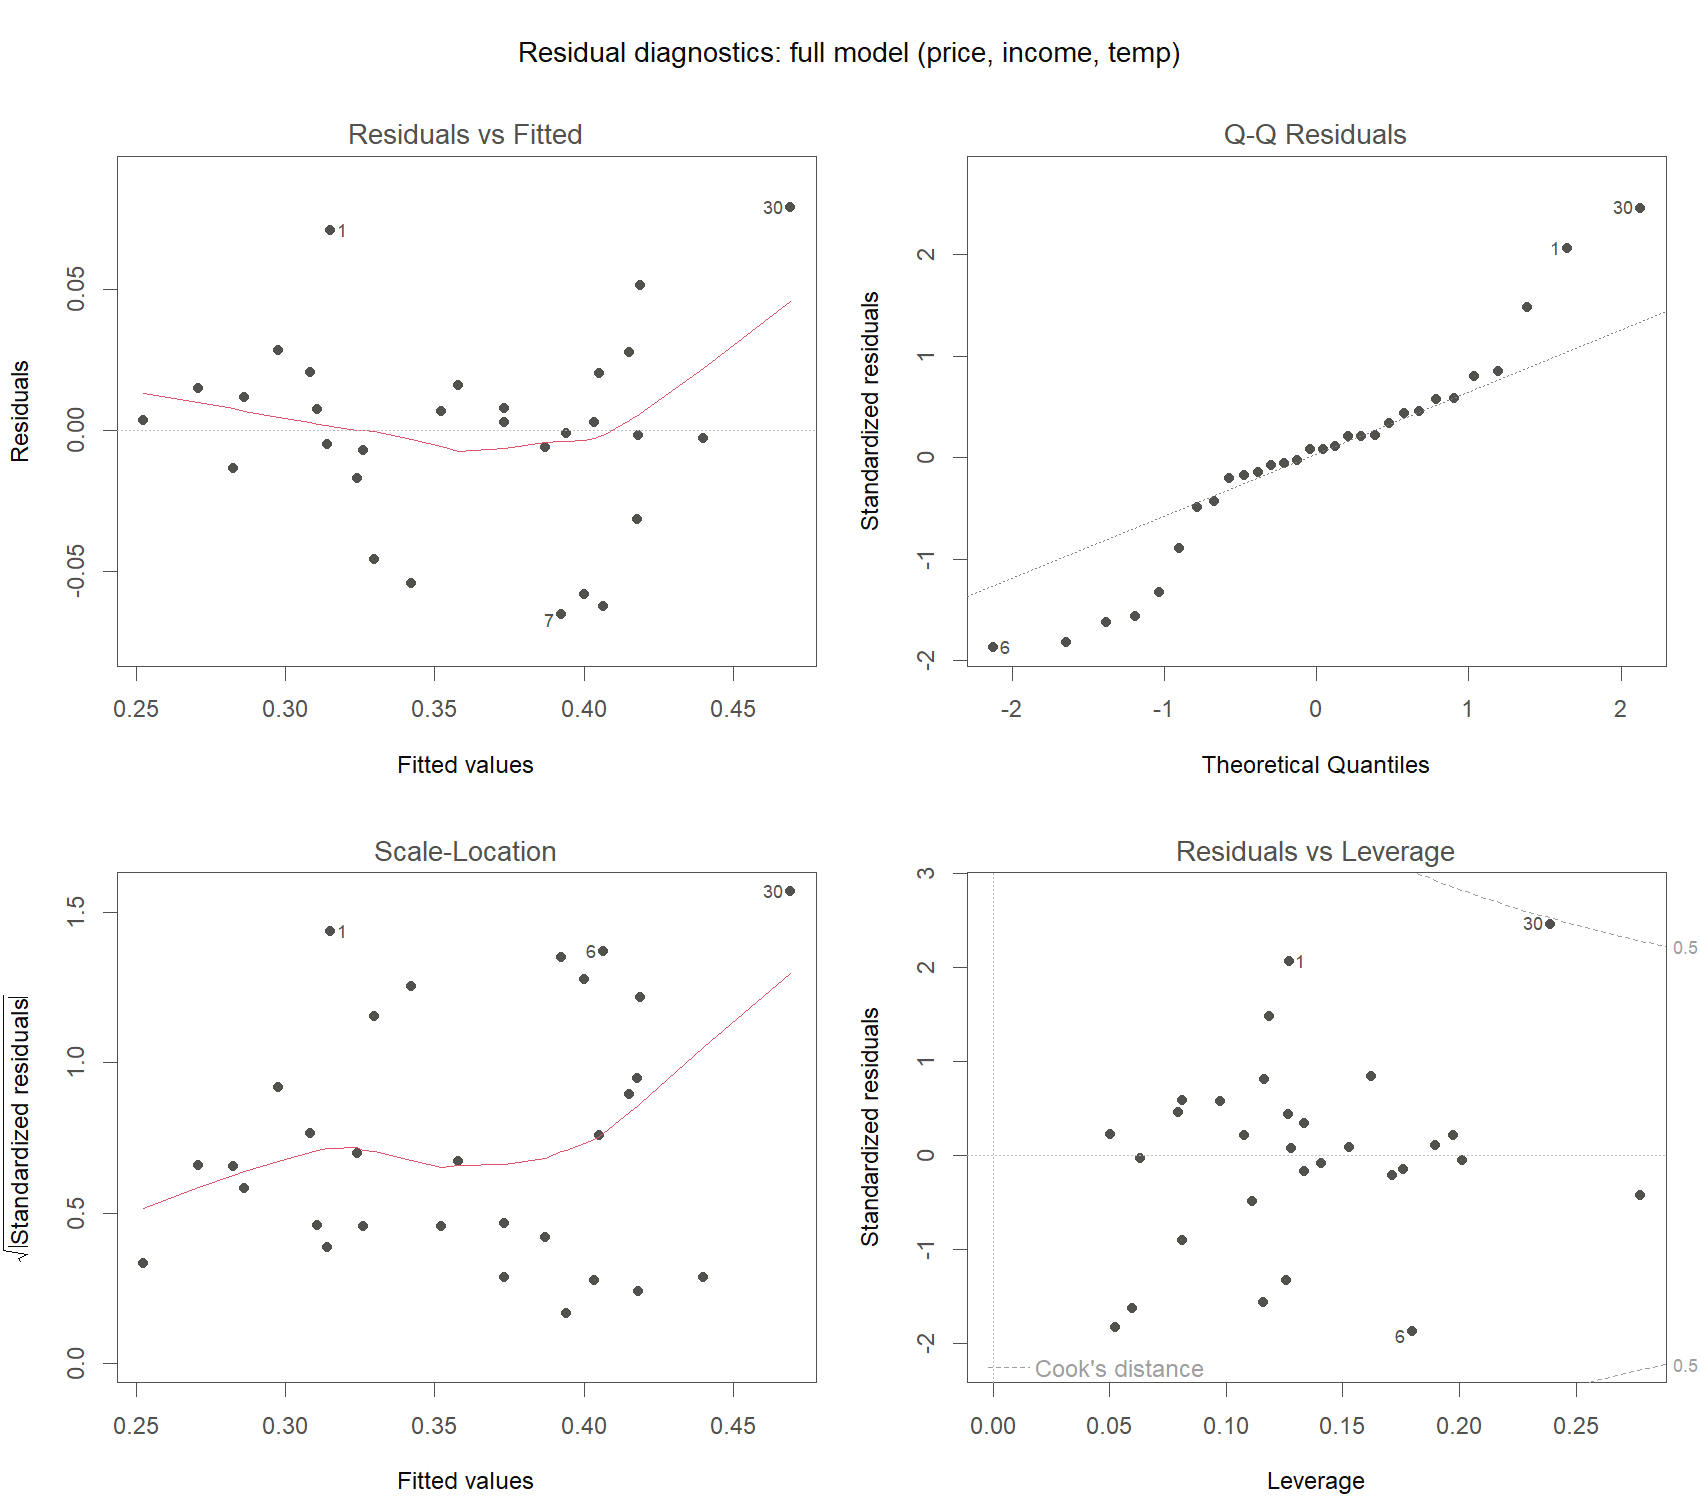 Residual diagnostics: full model (price, income, temp)
Residuals vs Fitted
Residuals
0.05
0.00
-0.05
30
1
7
0.25 0.30 0.35 0.40 0.45
Fitted values
Q-Q Residuals
Standardized residuals
2
1
0
-1
-2
30
1
6
-2 -1 0 1 2
Theoretical Quantiles
Scale-Location
√|Standardized residuals|
1.5
1.0
0.5
0.0
30
1
6
0.25 0.30 0.35 0.40 0.45
Fitted values
Residuals vs Leverage
Standardized residuals
3
2
1
0
-1
-2
30
1
6
0.5
0.5
Cook's distance
0.00 0.05 0.10 0.15 0.20 0.25
Leverage